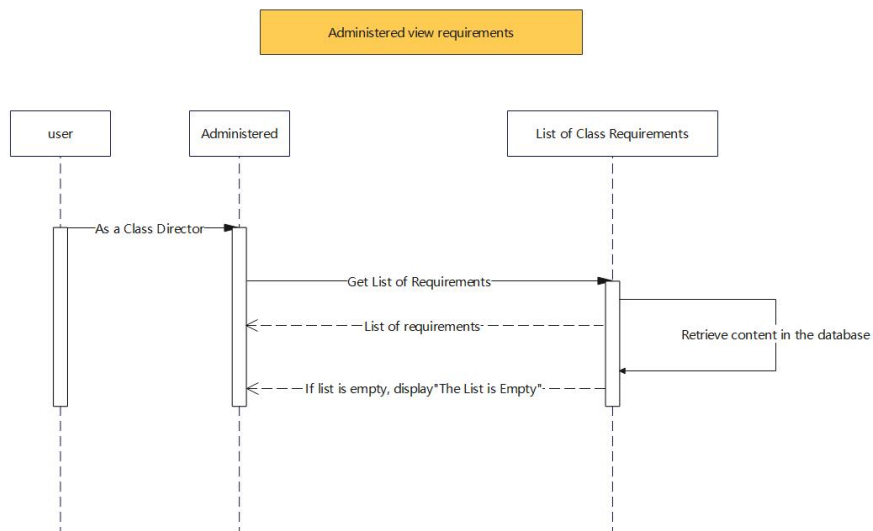 Administered view requirements
user
Administered
List of Class Requirements
As a Class Director
Get List of Requirements
List of requirements
Retrieve content in the database
If list is empty, display"The List is Empty"